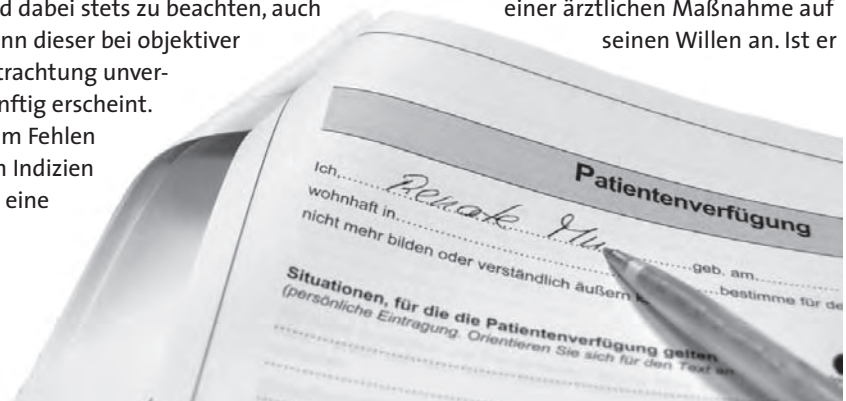 d dabei stets zu beachten, auch
nn dieser bei objektiver
trachtung unver-
nftig erscheint.
m Fehlen
n Indizien
eine
einer ärztlichen Maßnahme auf
seinen Willen an. Ist er
Patientenverfügung
Ich, Renate Mu
wohnhaft in geb. am
nicht mehr bilden oder verständlich äußern k bestimme für de
Situationen, für die die Patientenverfügung gelten
(persönliche Eintragung. Orientieren Sie sich für den Text an